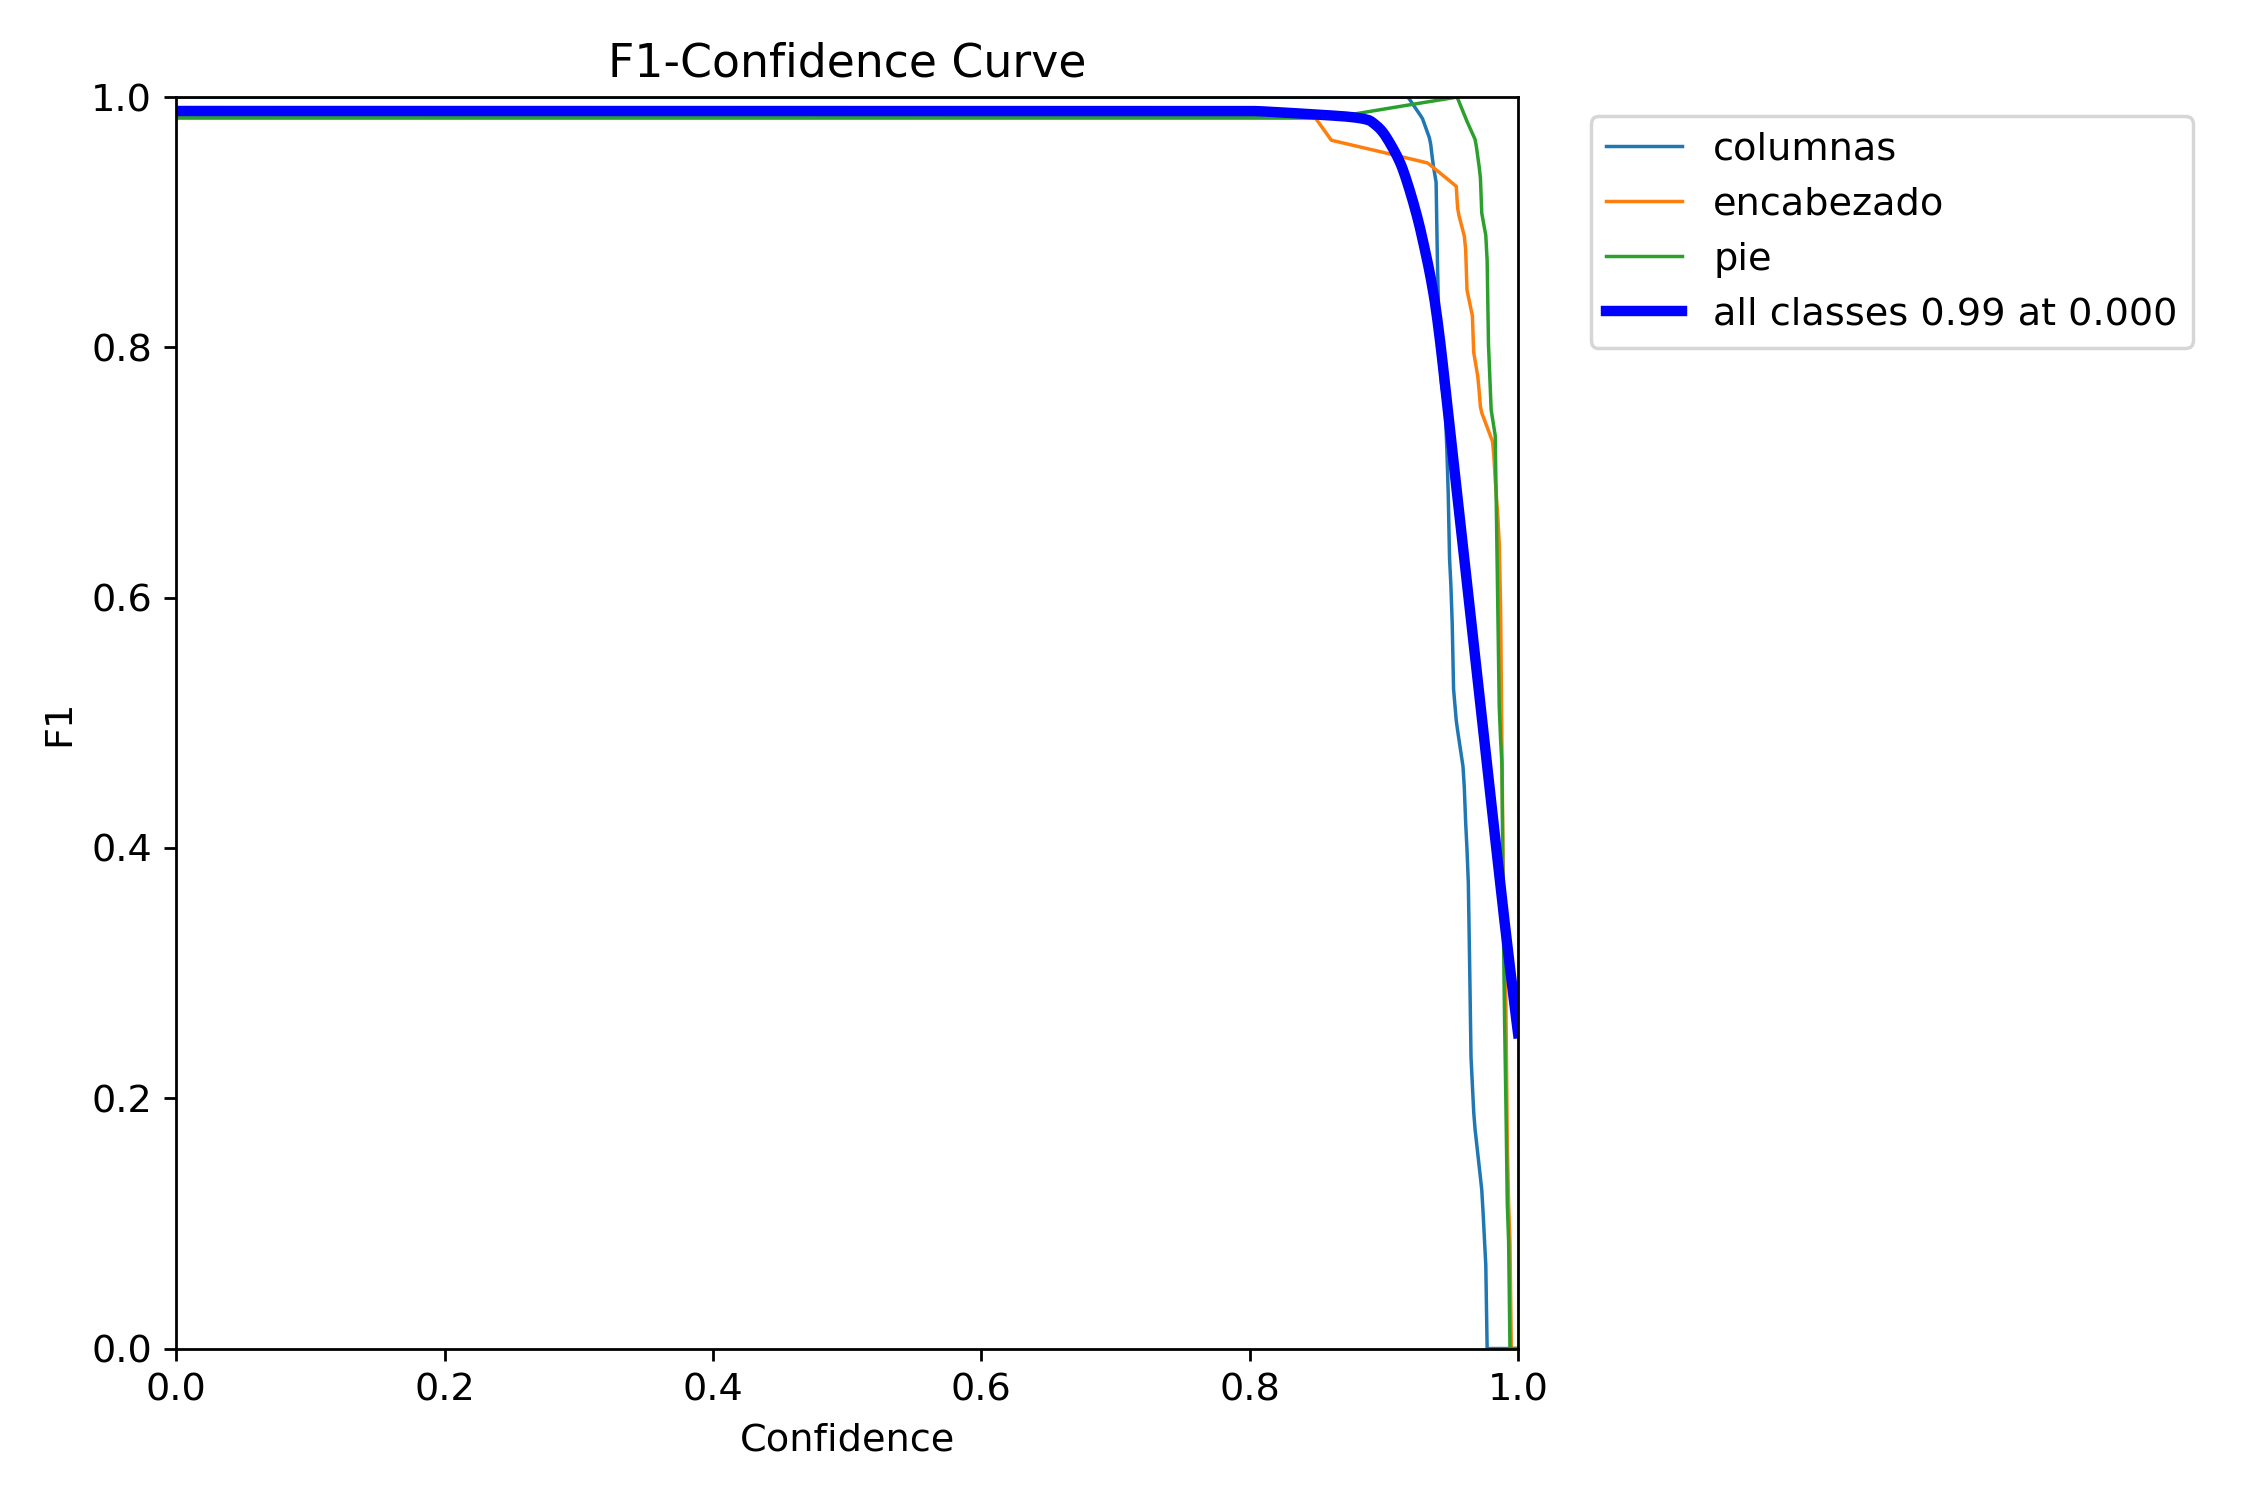 F1-Confidence Curve
1.0
0.8
0.6
0.4
0.2
0.0
F1
0.0 0.2 0.4 0.6 0.8 1.0
Confidence
columnas
encabezado
pie
all classes 0.99 at 0.000